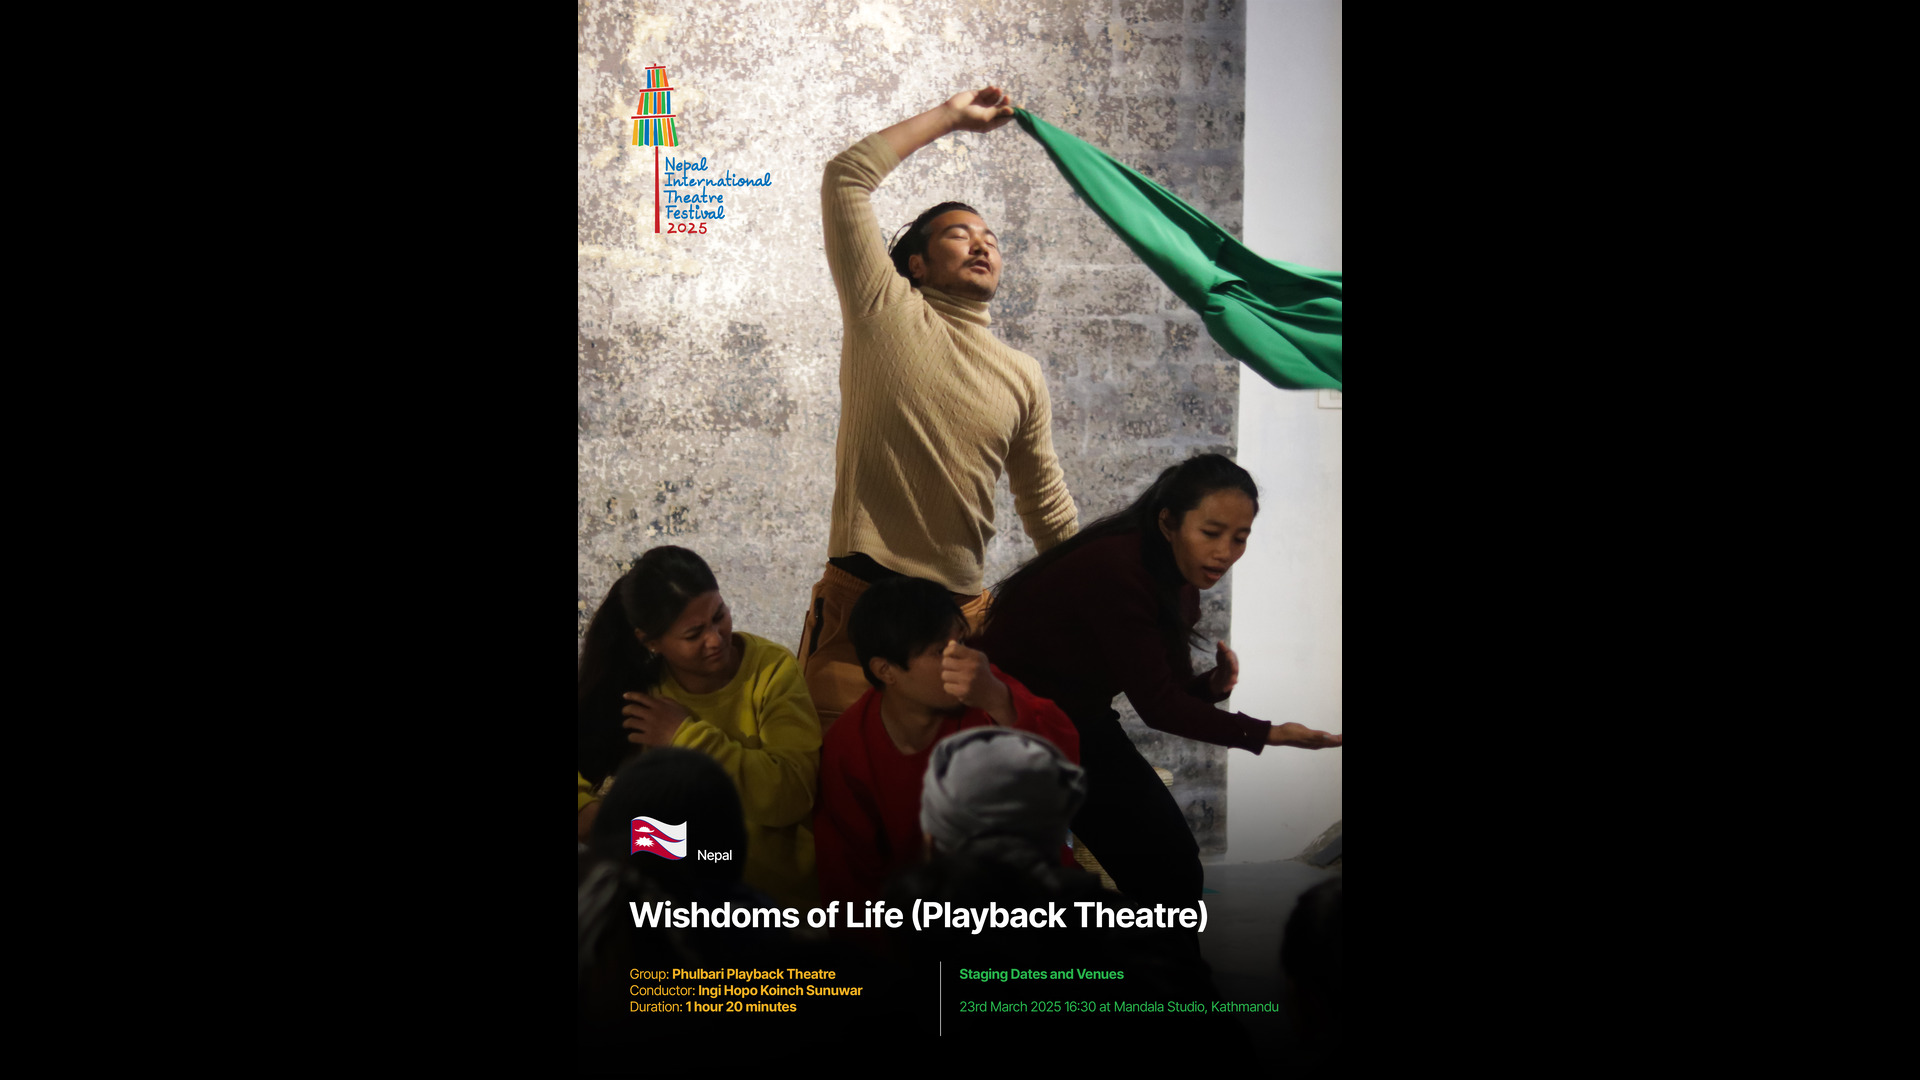 Nepal
International
Theatre
Festival
2025
Nepal
Wishdoms of Life (Playback Theatre)
Group: Phulbari Playback Theatre
Conductor: Ingi Hopo Koinch Sunuwar
Duration: 1 hour 20 minutes
Staging Dates and Venues
23rd March 2025 16:30 at Mandala Studio, Kathmandu